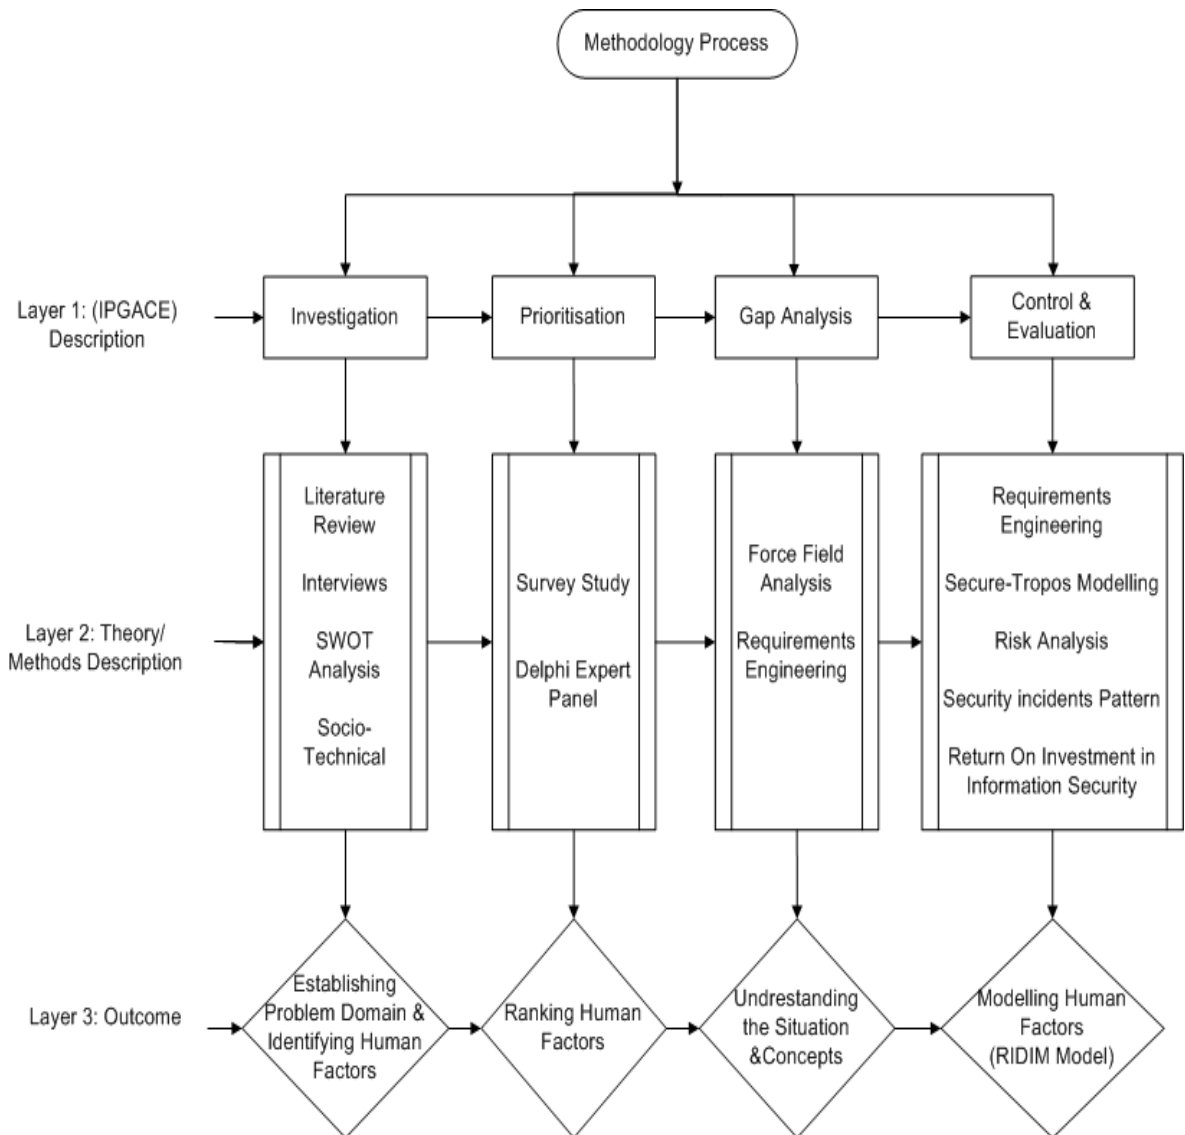 Methodology Process
Layer 1: (IPGACE)
Description
Investigation
Prioritisation
Gap Analysis
Control &
Evaluation
Layer 2: Theory/
Methods Description
Literature
Review
Interviews
SWOT
Analysis
Socio-
Technical
Survey Study
Delphi Expert
Panel
Force Field
Analysis
Requirements
Engineering
Requirements
Engineering
Secure-Tropos Modelling
Risk Analysis
Security incidents Pattern
Return On Investment in
Information Security
Layer 3: Outcome
Establishing
Problem Domain &
Identifying Human
Factors
Ranking Human
Factors
Undrestanding
the Situation
&Concepts
Modelling Human
Factors
(RIDIM Model)